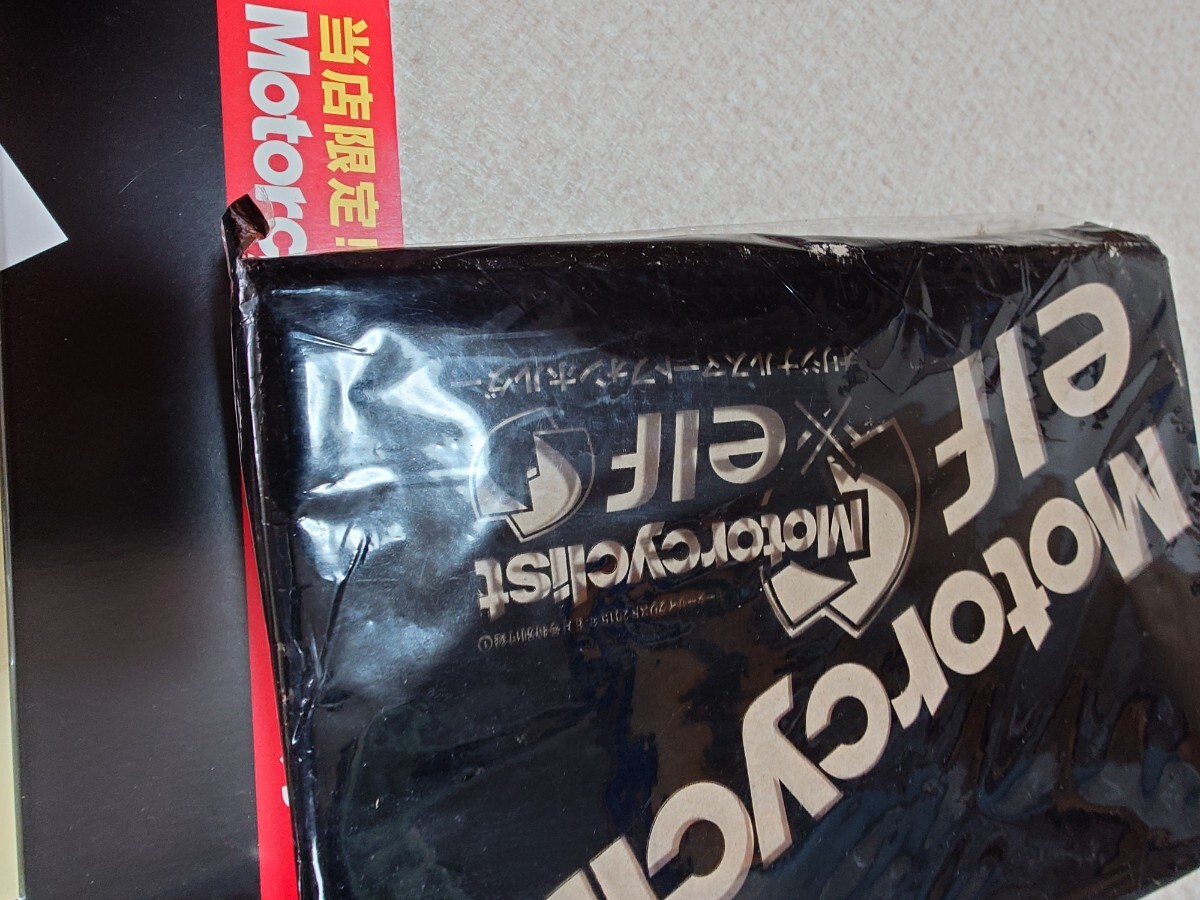 当店限定!!
Motorc
オリジナルスマートフォンホルダー
× elf
Motorcyclist
elf
Motorcycli